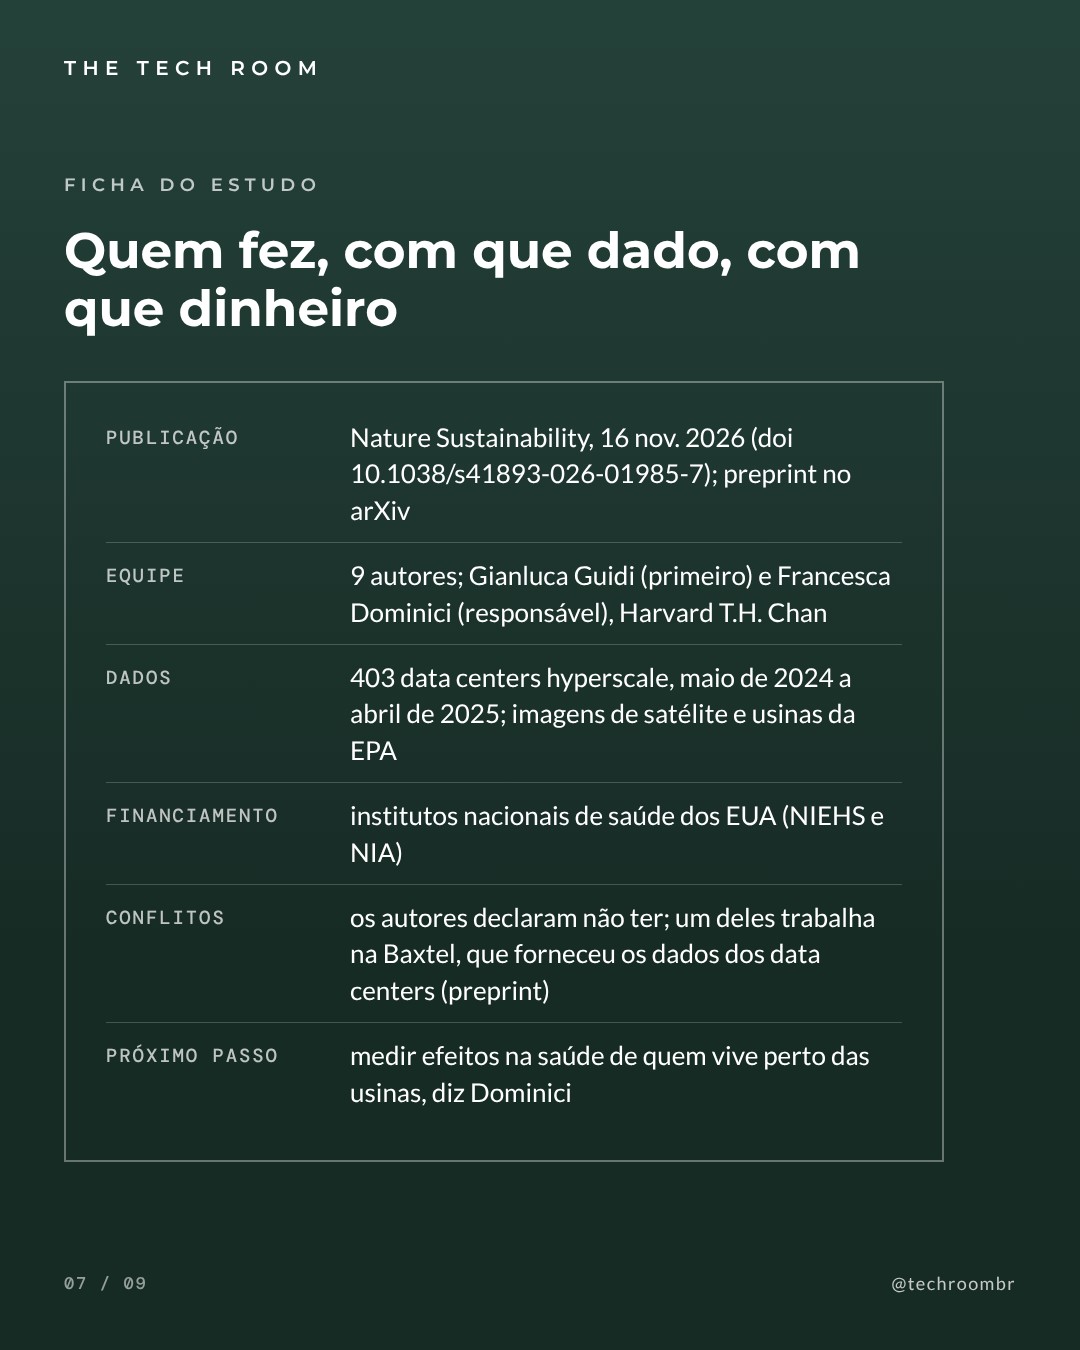 THE TECH ROOM
FICHA DO ESTUDO
Quem fez, com que dado, com
que dinheiro
PUBLICAÇÃO
Nature Sustainability, 16 nov. 2026 (doi
10.1038/s41893-026-01985-7); preprint no
arXiv
EQUIPE
9 autores; Gianluca Guidi (primeiro) e Francesca
Dominici (responsável), Harvard T.H. Chan
DADOS
403 data centers hyperscale, maio de 2024 a
abril de 2025; imagens de satélite e usinas da
EPA
FINANCIAMENTO
institutos nacionais de saúde dos EUA (NIEHS e
NIA)
CONFLITOS
os autores declaram não ter; um deles trabalha
na Baxtel, que forneceu os dados dos data
centers (preprint)
PRÓXIMO PASSO
medir efeitos na saúde de quem vive perto das
usinas, diz Dominici
07 / 09
@techroombr